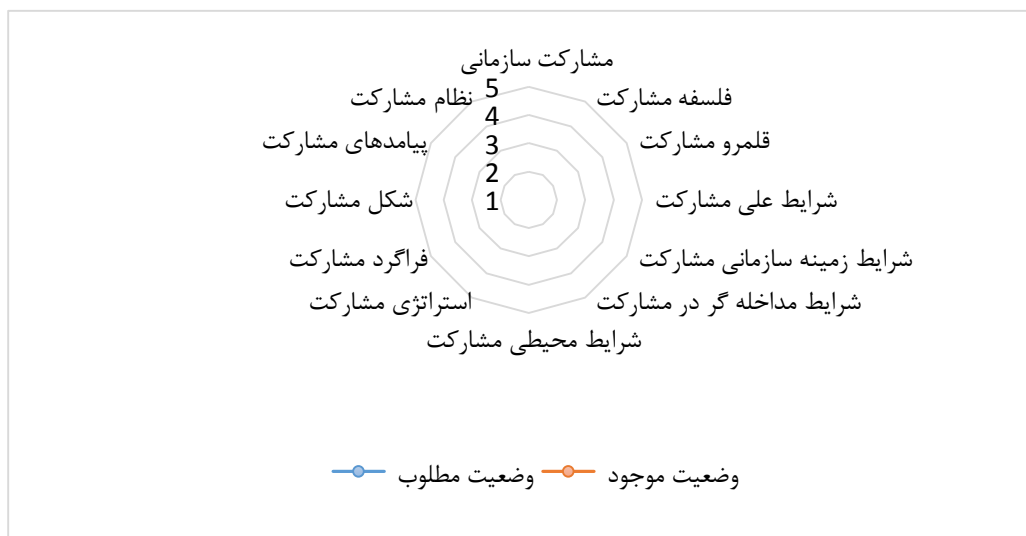 مشارکت سازمانی
فلسفه مشارکت
قلمرو مشارکت
شرایط علی مشارکت
شرایط زمینه سازمانی مشارکت
شرایط مداخله گر در مشارکت
شرایط محیطی مشارکت
استراتژی مشارکت
فراگرد مشارکت
شکل مشارکت
پیامدهای مشارکت
نظام مشارکت
5
4
3
2
1
وضعیت موجود
وضعیت مطلوب